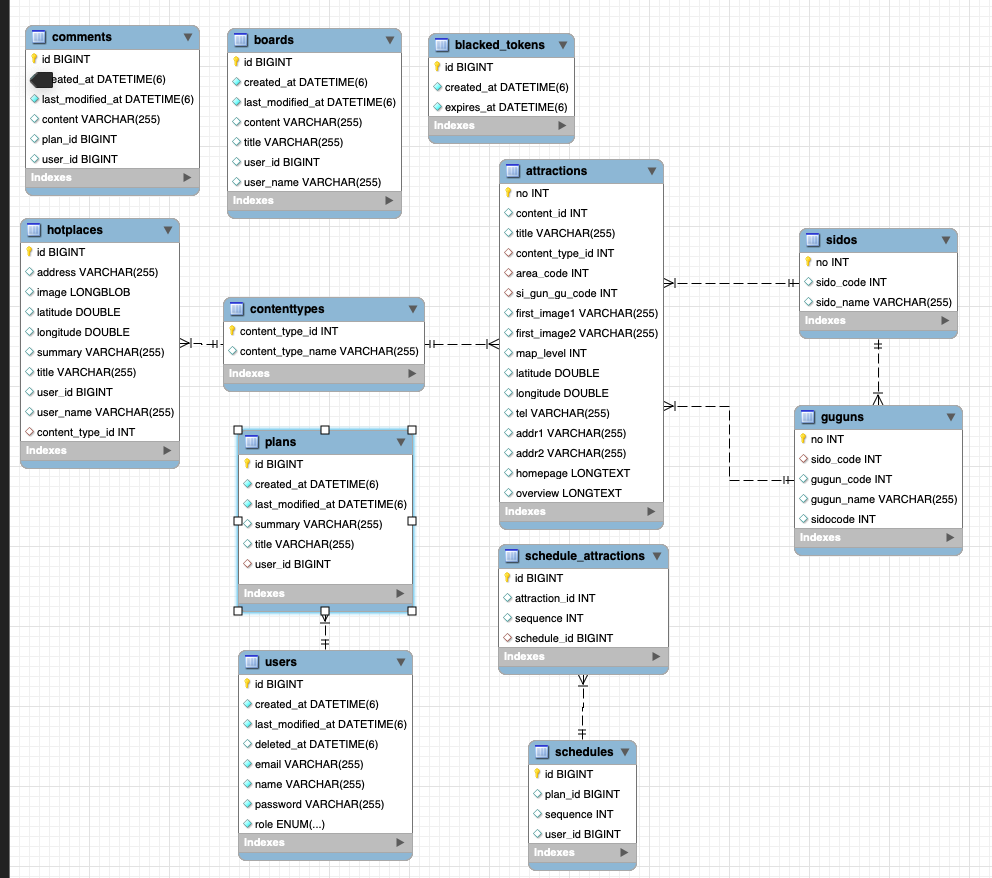 comments
id BIGINT
eated_at DATETIME(6)
last_modified_at DATETIME(6)
content VARCHAR(255)
plan_id BIGINT
user_id BIGINT
Indexes
boards
id BIGINT
created_at DATETIME(6)
last_modified_at DATETIME(6)
content VARCHAR(255)
title VARCHAR(255)
user_id BIGINT
user_name VARCHAR(255)
Indexes
blacked_tokens
id BIGINT
created_at DATETIME(6)
expires_at DATETIME(6)
Indexes
attractions
no INT
content_id INT
title VARCHAR(255)
content_type_id INT
area_code INT
si_gun_gu_code INT
first_image1 VARCHAR(255)
first_image2 VARCHAR(255)
map_level INT
latitude DOUBLE
longitude DOUBLE
tel VARCHAR(255)
addr1 VARCHAR(255)
addr2 VARCHAR(255)
homepage LONGTEXT
overview LONGTEXT
Indexes
hotplaces
id BIGINT
address VARCHAR(255)
image LONGBLOB
latitude DOUBLE
longitude DOUBLE
summary VARCHAR(255)
title VARCHAR(255)
user_id BIGINT
user_name VARCHAR(255)
content_type_id INT
Indexes
contenttypes
content_type_id INT
content_type_name VARCHAR(255)
Indexes
sidos
no INT
sido_code INT
sido_name VARCHAR(255)
Indexes
guguns
no INT
sido_code INT
gugun_code INT
gugun_name VARCHAR(255)
sidocode INT
Indexes
plans
id BIGINT
created_at DATETIME(6)
last_modified_at DATETIME(6)
summary VARCHAR(255)
title VARCHAR(255)
user_id BIGINT
Indexes
schedule_attractions
id BIGINT
attraction_id INT
sequence INT
schedule_id BIGINT
Indexes
users
id BIGINT
created_at DATETIME(6)
last_modified_at DATETIME(6)
deleted_at DATETIME(6)
email VARCHAR(255)
name VARCHAR(255)
password VARCHAR(255)
role ENUM(...)
Indexes
schedules
id BIGINT
plan_id BIGINT
sequence INT
user_id BIGINT
Indexes